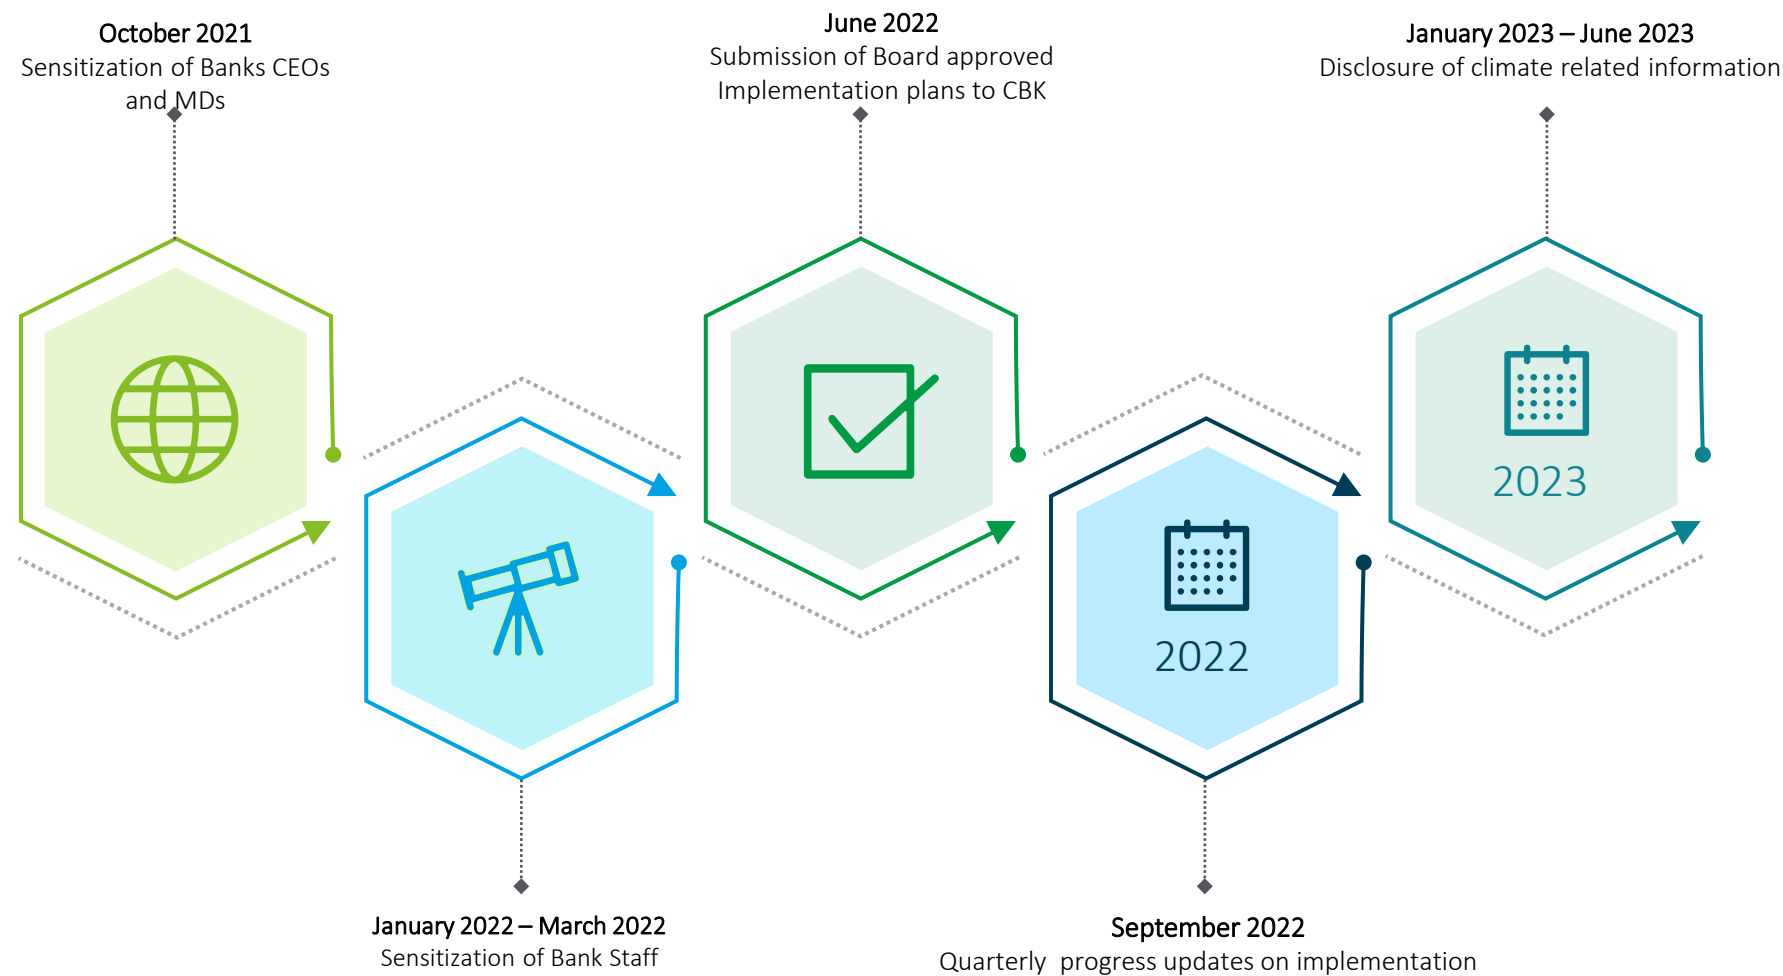 October 2021
Sensitization of Banks CEOs
and MDs
January 2022 – March 2022
Sensitization of Bank Staff
June 2022
Submission of Board approved
Implementation plans to CBK
2022
September 2022
Quarterly  progress updates on implementation
January 2023 – June 2023
Disclosure of climate related information
2023